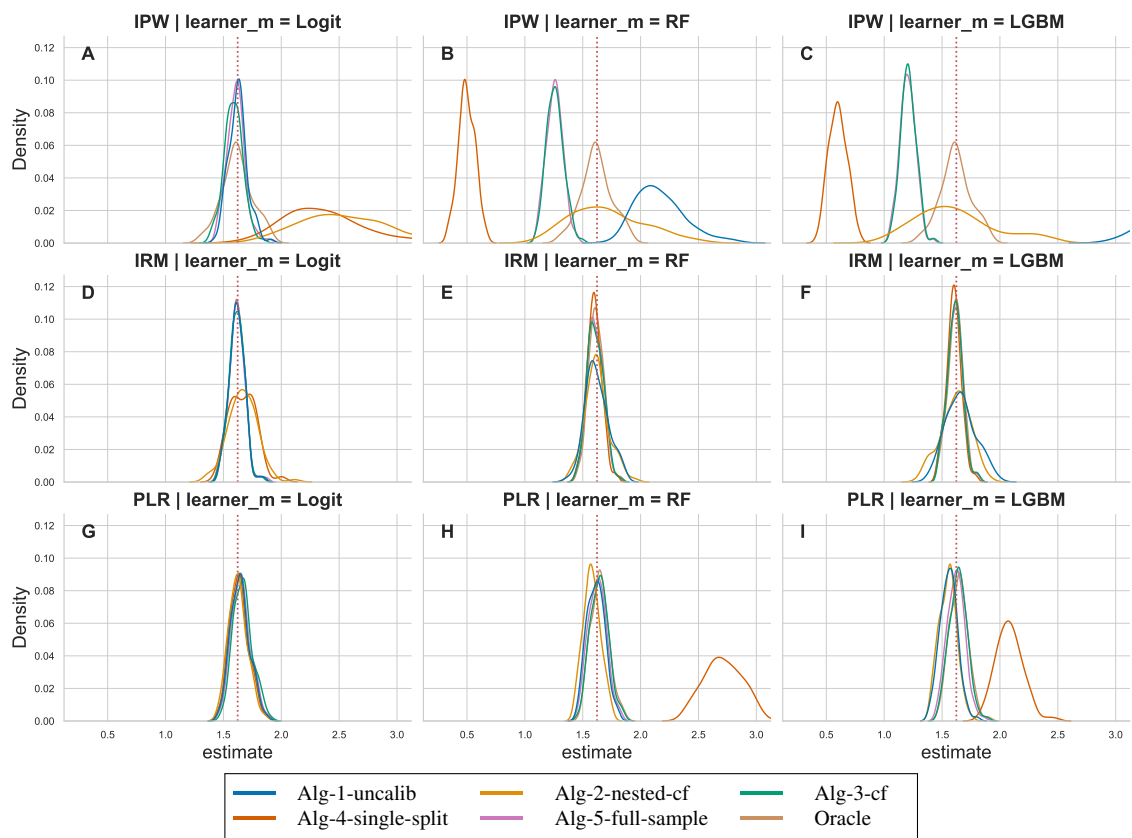 IPW | learner_m = Logit IPW | learner_m = RF IPW | learner_m = LGBM
A B C
Density
0.12
0.10
0.08
0.06
0.04
0.02
0.00
IRM | learner_m = Logit IRM | learner_m = RF IRM | learner_m = LGBM
D E F
Density
0.12
0.10
0.08
0.06
0.04
0.02
0.00
PLR | learner_m = Logit PLR | learner_m = RF PLR | learner_m = LGBM
G H I
Density
0.12
0.10
0.08
0.06
0.04
0.02
0.00
0.5 1.0 1.5 2.0 2.5 3.0 0.5 1.0 1.5 2.0 2.5 3.0 0.5 1.0 1.5 2.0 2.5 3.0
estimate estimate estimate
Alg-1-uncalib Alg-2-nested-cf Alg-3-cf
Alg-4-single-split Alg-5-full-sample Oracle